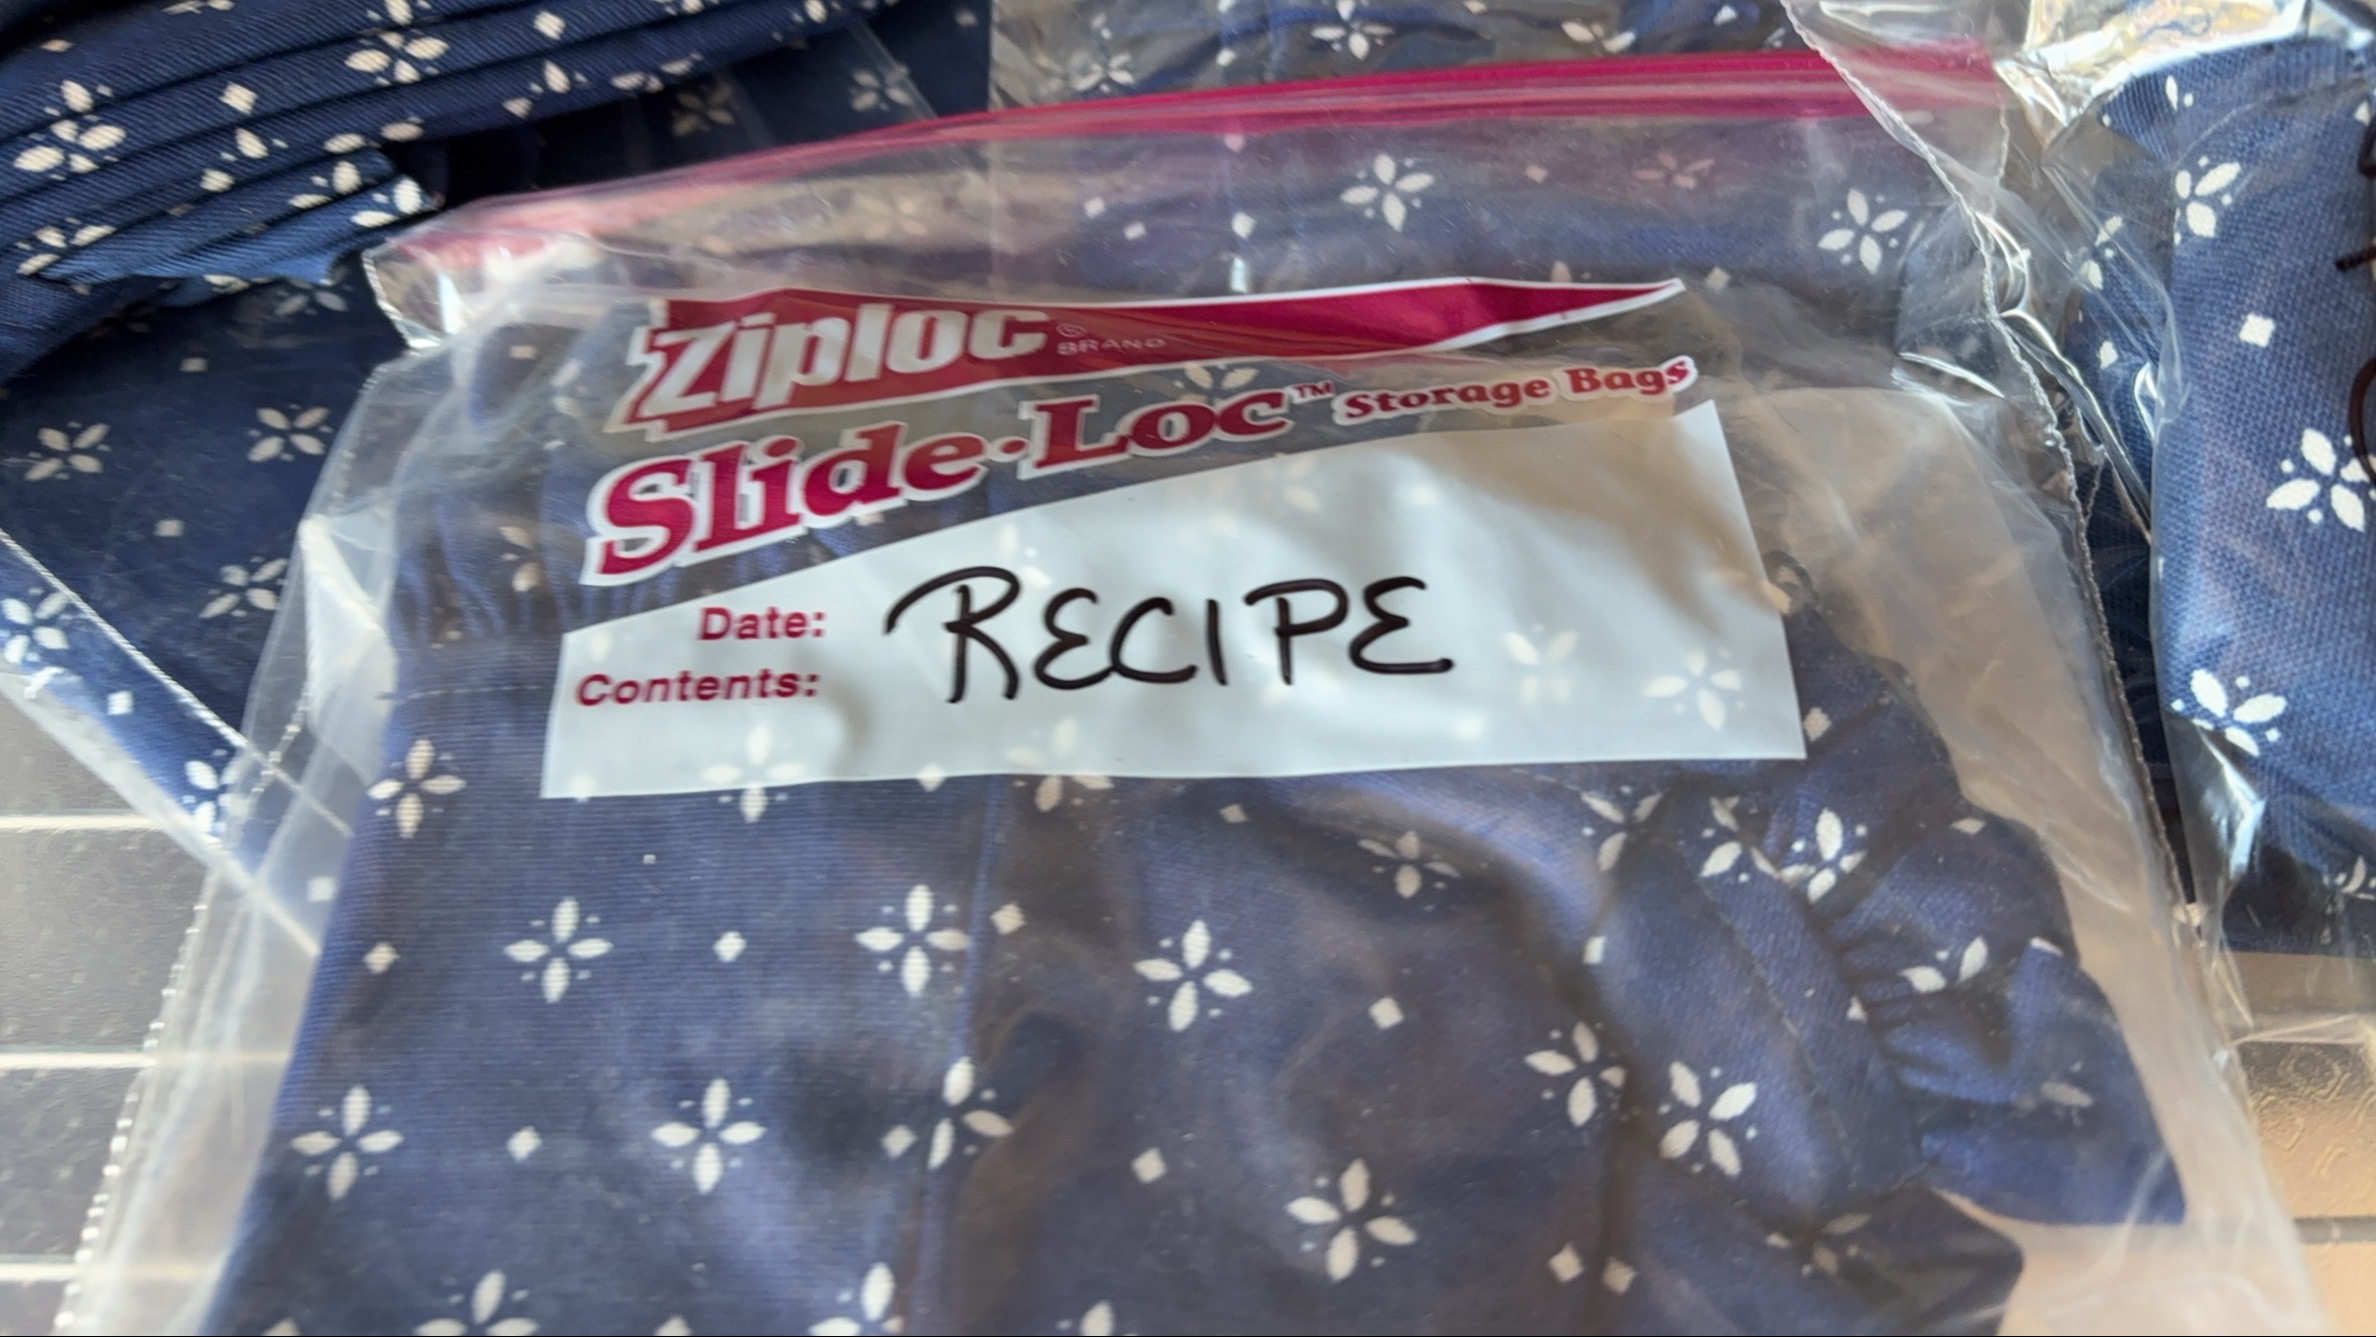 Ziploc® BRAND
Slide•Loc™ Storage Bags
Date: RECIPE
Contents: